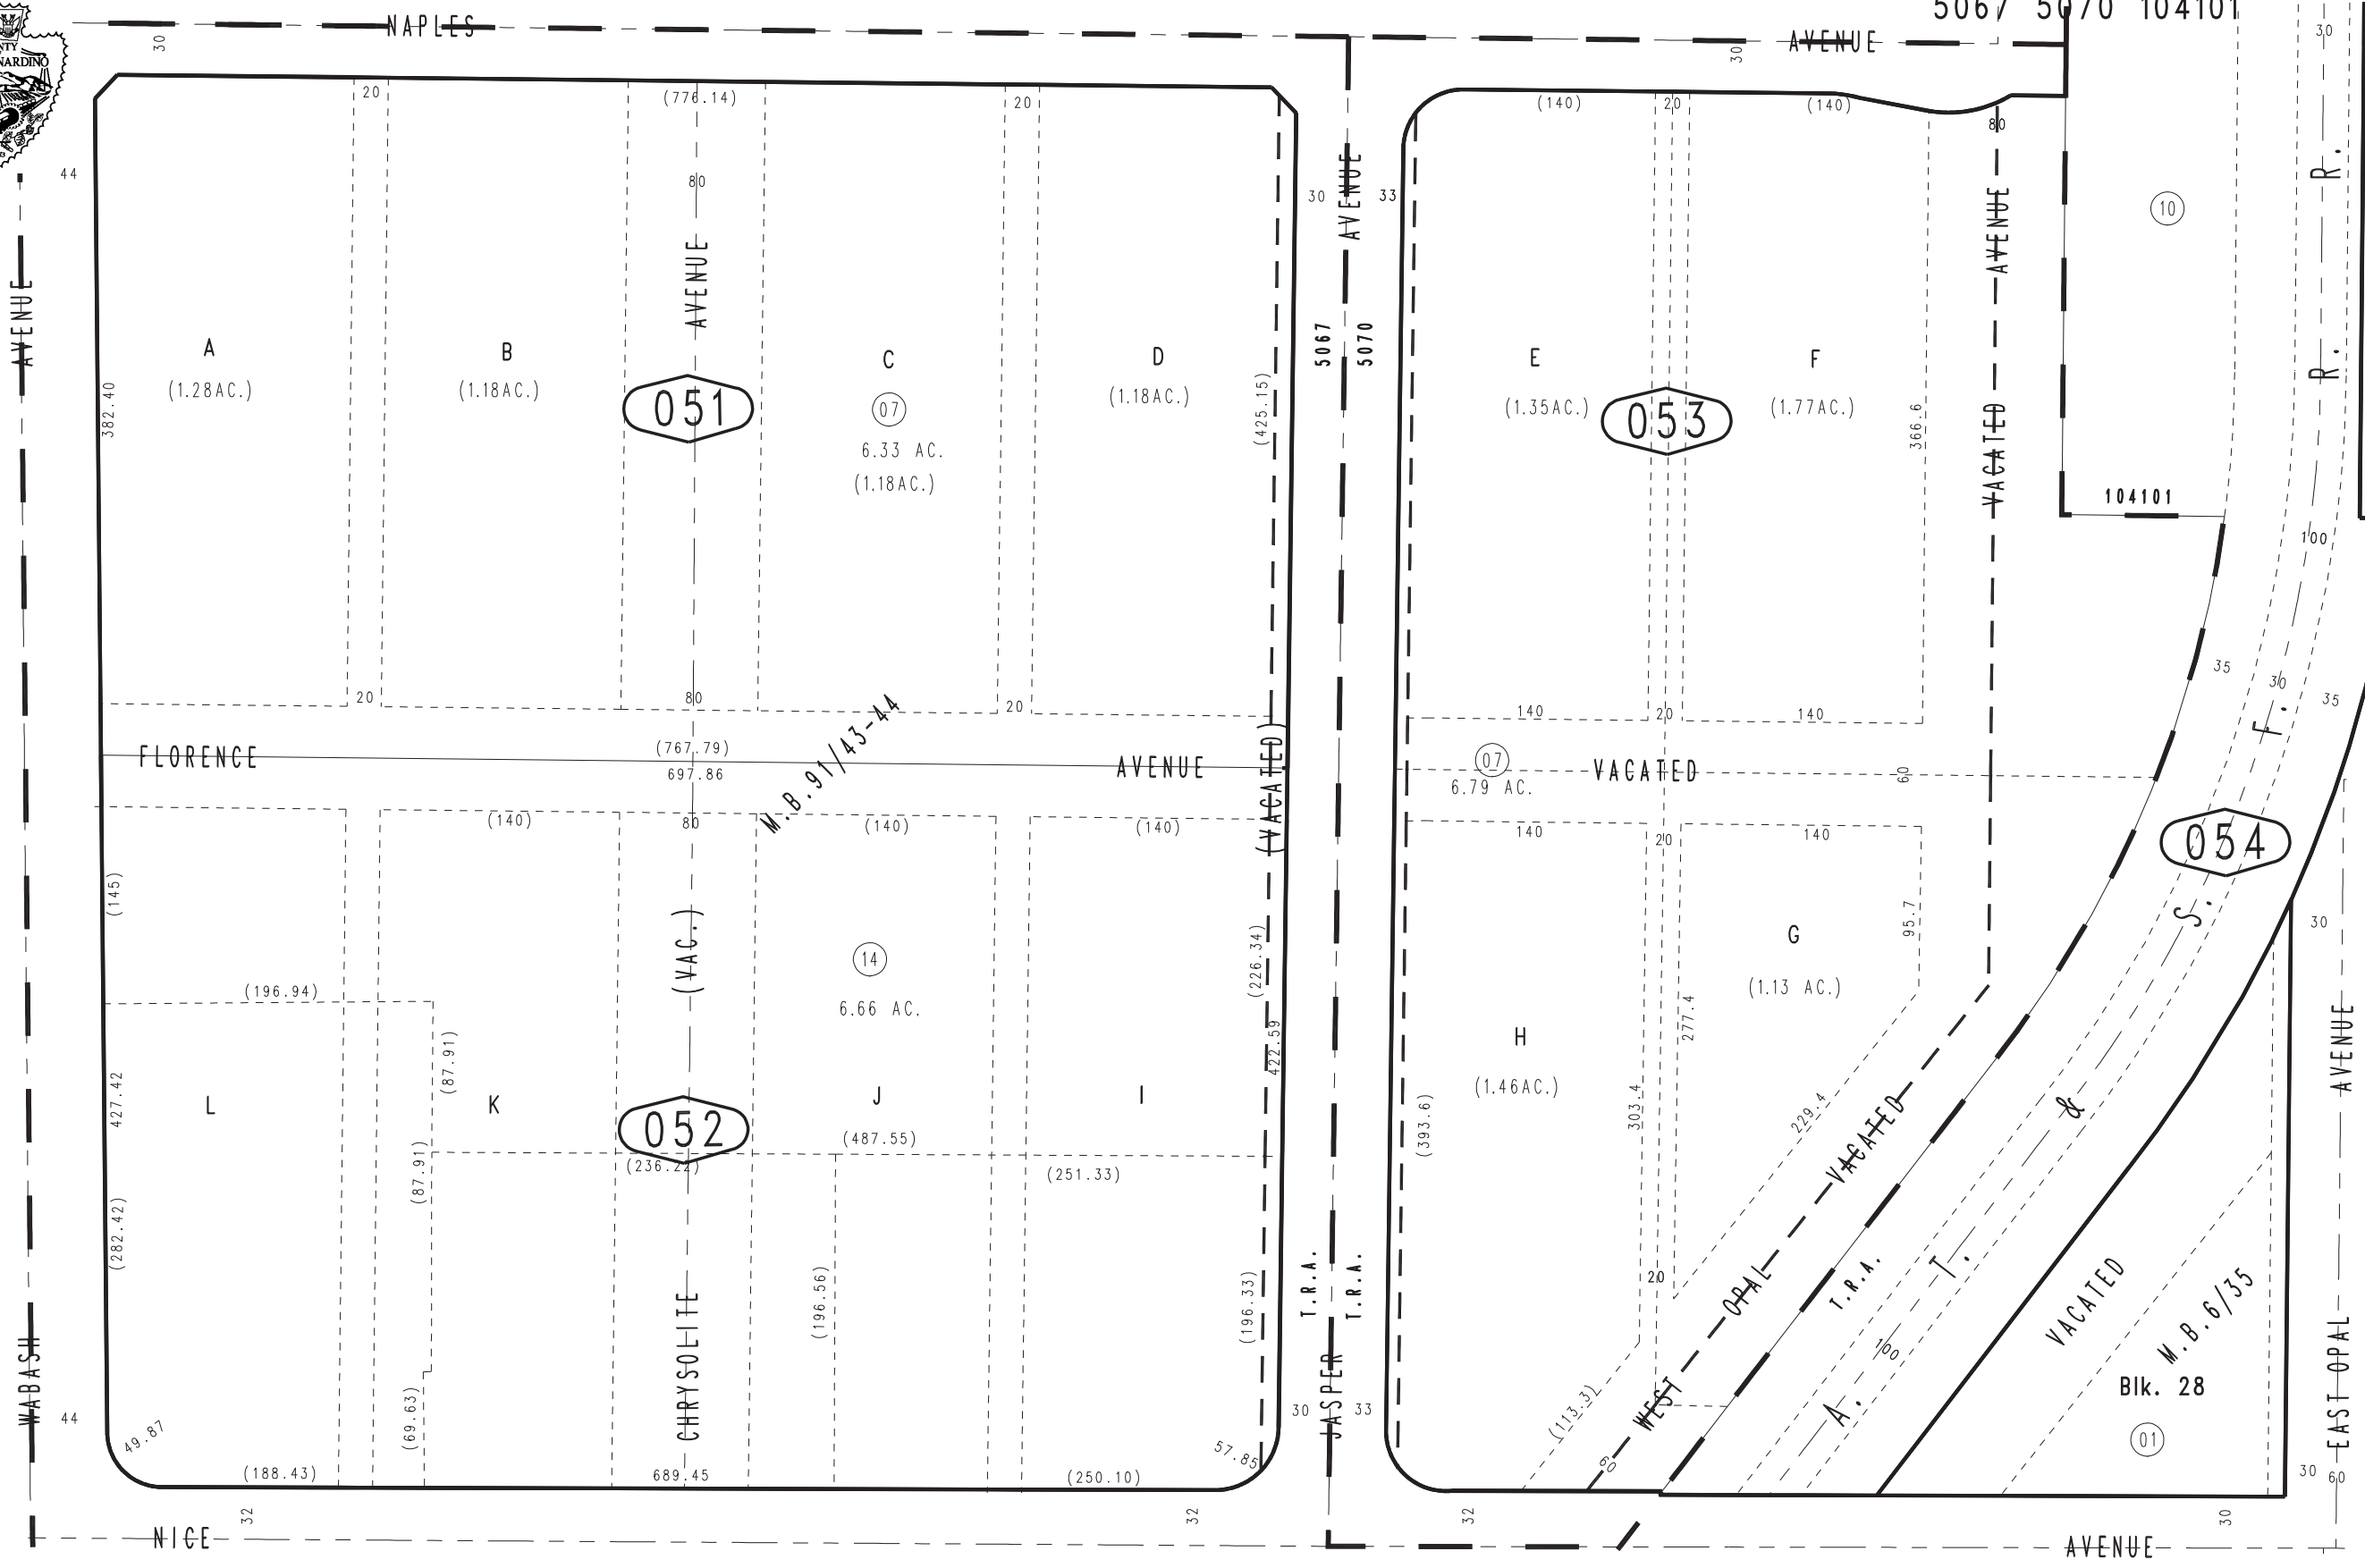 5067 5070 104101
NAPLES
AVENUE
30
30
30
NTY
NARDINO
20
(776.14)
20
(140)
20
(140)
80
44
80
30
AVENUE
33
10
R.
R.
AVENUE
AVENUE
VACATED AVENUE
A
(1.28AC.)
B
(1.18AC.)
051
C
07
6.33 AC.
(1.18AC.)
D
(1.18AC.)
382.40
(425.15)
5067
5070
E
(1.35AC.)
053
F
(1.77AC.)
366.6
104101
100
35
30
35
20
80
20
140
20
140
FLORENCE
(767.79)
697.86
AVENUE
M.B.91/43-44
(VACATED)
07
6.79 AC.
VACATED
60
(140)
80
(140)
(140)
140
20
140
054
F.
S.
&
T.
A.
(145)
(VAC.)
14
6.66 AC.
(226.34)
422.59
95.7
G
(1.13 AC.)
277.4
H
(1.46AC.)
30
(196.94)
(87.91)
L
427.42
K
052
J
(487.55)
I
(87.91)
(236.22)
(251.33)
(282.42)
(393.6)
303.4
229.4
VACATED
AVENUE
(196.56)
(196.33)
T.R.A.
T.R.A.
20
OPAL
T.R.A.
VACATED
M.B.6/35
Blk. 28
01
WABASH
44
CHRYSOLITE
JASPER
30
33
WEST
100
EAST OPAL
(69.63)
49.87
57.85
(113.3)
60
30
60
(188.43)
689.45
(250.10)
32
32
32
30
NICE
AVENUE